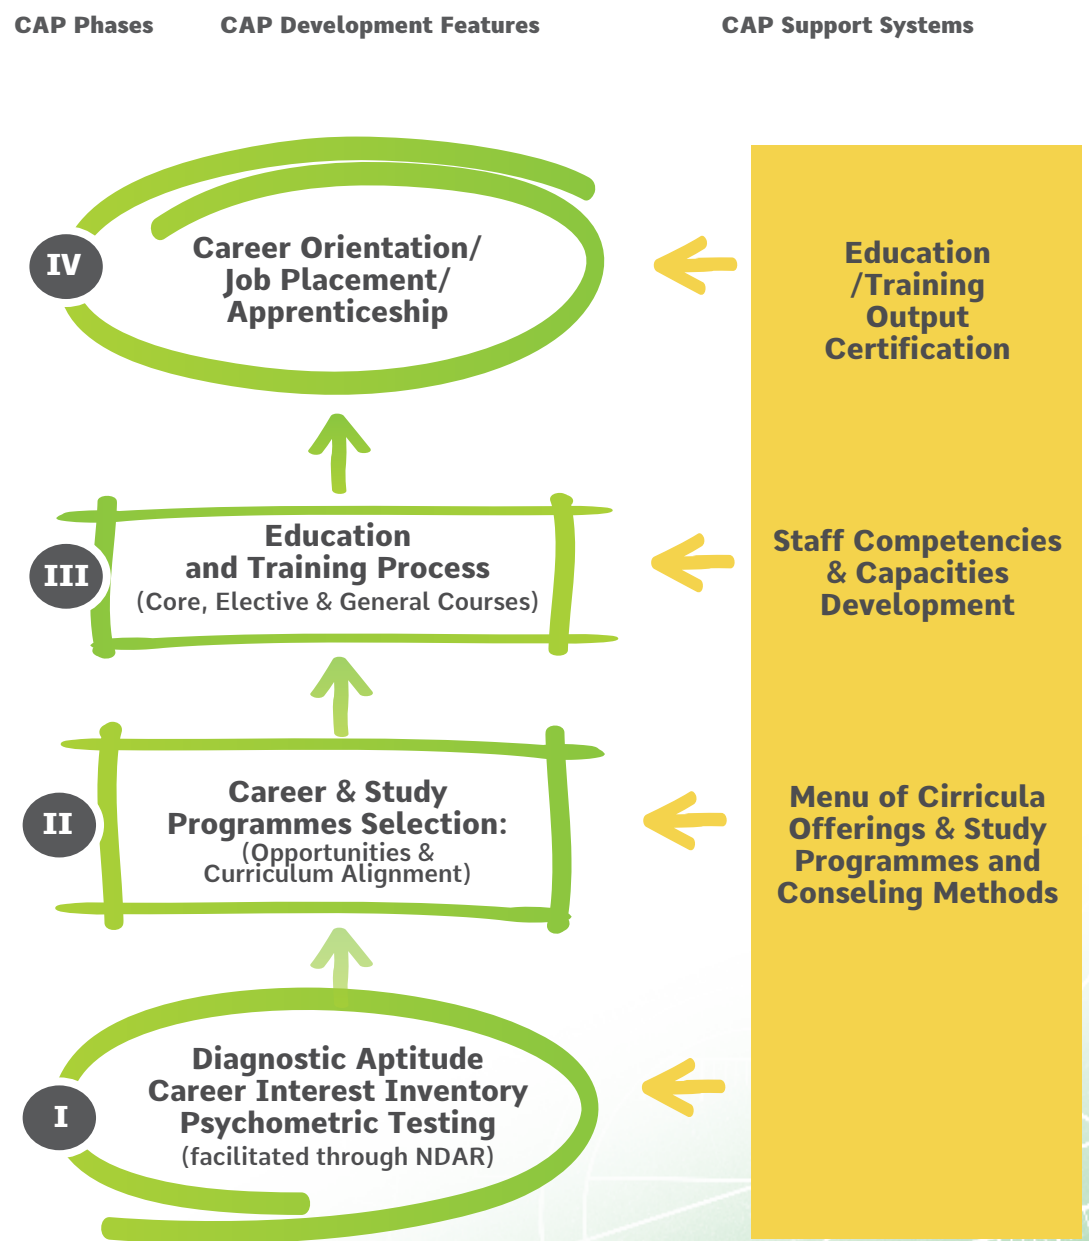 CAP Phases CAP Development Features CAP Support Systems
IV
Career Orientation/
Job Placement/
Apprenticeship
Education
/Training
Output
Certification
III
Education
and Training Process
(Core, Elective & General Courses)
Staff Competencies
& Capacities
Development
II
Career & Study
Programmes Selection:
(Opportunities &
Curriculum Alignment)
Menu of Cirricula
Offerings & Study
Programmes and
Conseling Methods
I
Diagnostic Aptitude
Career Interest Inventory
Psychometric Testing
(facilitated through NDAR)